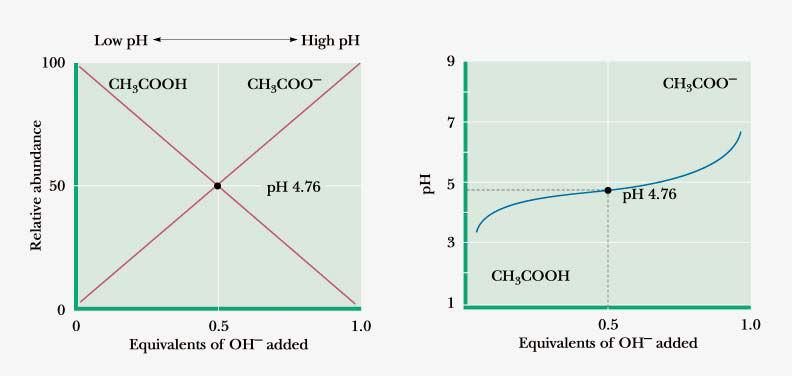 Low pH ⟷ High pH
100
CH₃COOH
CH₃COO⁻
Relative abundance
50
pH 4.76
0
0
0.5
1.0
Equivalents of OH⁻ added
9
CH₃COO⁻
7
pH
5
pH 4.76
3
CH₃COOH
1
0.5
1.0
Equivalents of OH⁻ added